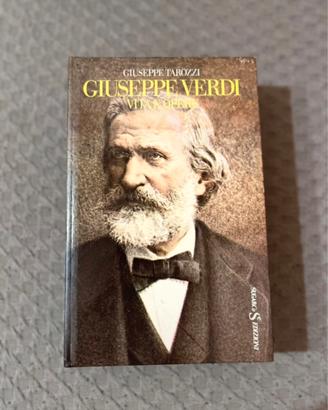 GIUSEPPE TAROZZI
GIUSEPPE VERDI
VITA E OPERE
SUGARCO S EDIZIONI